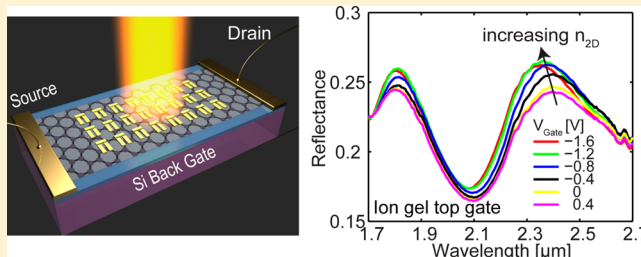 Drain
Source
Si Back Gate
0.3
0.25
0.2
0.15
Reflectance
increasing n2D
VGate [V]
−1.6
−1.2
−0.8
−0.4
0
0.4
Ion gel top gate
1.7
1.9
2.1
2.3
2.5
2.7
Wavelength [µm]